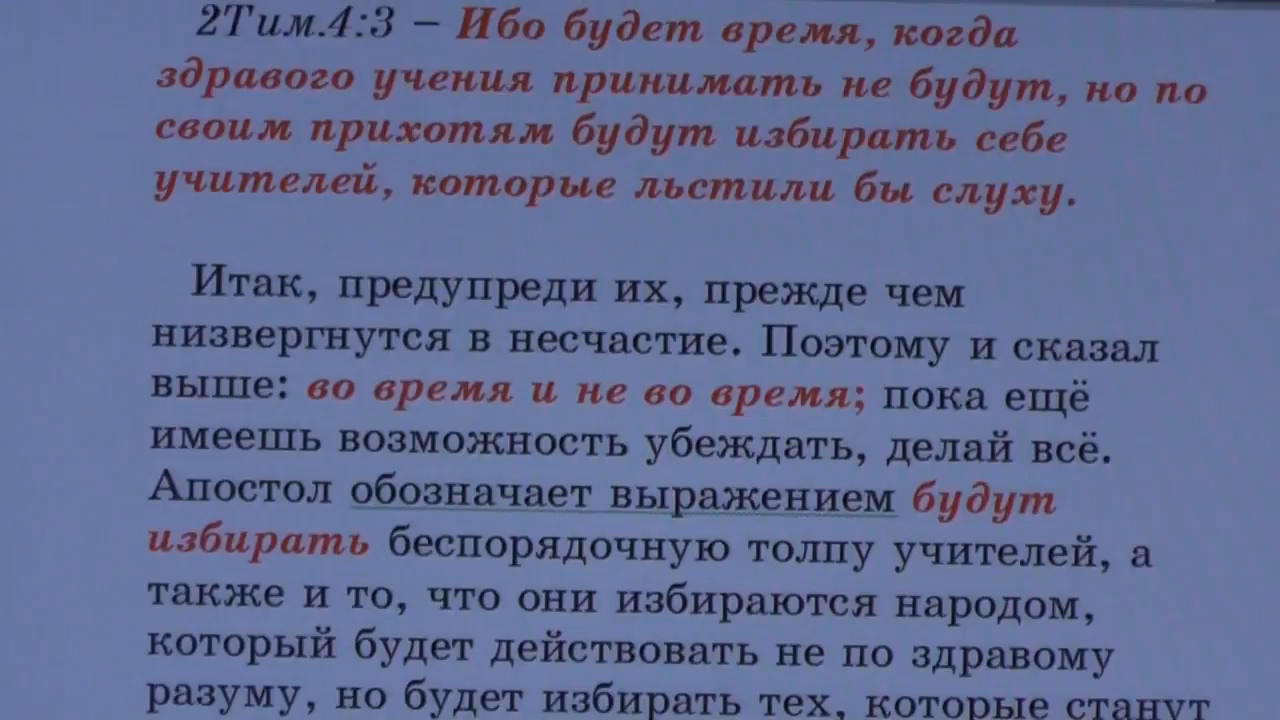 2Тим.4:3 – Ибо будет время, когда
здравого учения принимать не будут, но по
своим прихотям будут избирать себе
учителей, которые льстили бы слуху.
Итак, предупреди их, прежде чем
низвергнутся в несчастие. Поэтому и сказал
выше: во время и не во время; пока ещё
имеешь возможность убеждать, делай всё.
Апостол обозначает выражением будут
избирать беспорядочную толпу учителей, а
также и то, что они избираются народом,
который будет действовать не по здравому
разуму, но будет избирать тех, которые станут